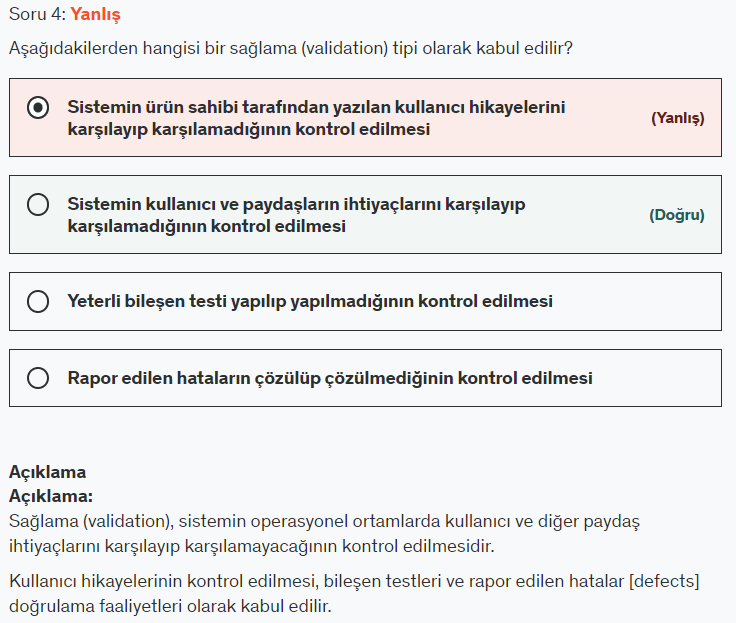 Soru 4: Yanlış
Aşağıdakilerden hangisi bir sağlama (validation) tipi olarak kabul edilir?
Sistemin ürün sahibi tarafından yazılan kullanıcı hikayelerini
karşılayıp karşılamadığının kontrol edilmesi
(Yanlış)
Sistemin kullanıcı ve paydaşların ihtiyaçlarını karşılayıp
karşılamadığının kontrol edilmesi
(Doğru)
Yeterli bileşen testi yapılıp yapılmadığının kontrol edilmesi
Rapor edilen hataların çözülüp çözülmediğinin kontrol edilmesi
Açıklama
Açıklama:
Sağlama (validation), sistemin operasyonel ortamlarda kullanıcı ve diğer paydaş
ihtiyaçlarını karşılayıp karşılamayacağının kontrol edilmesidir.
Kullanıcı hikayelerinin kontrol edilmesi, bileşen testleri ve rapor edilen hatalar [defects]
doğrulama faaliyetleri olarak kabul edilir.